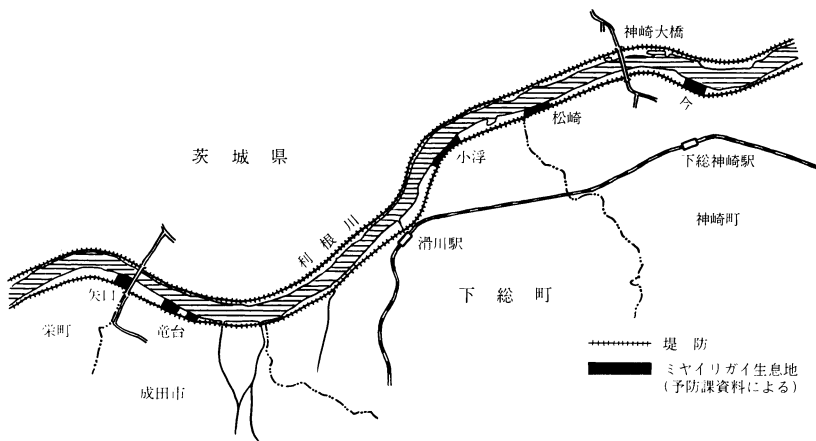 神崎大橋
今
松崎
小浮
下総神崎駅
茨城県
神崎町
利根川
滑川駅
下総町
矢口
栄町
竜台
成田市
堤防
ミヤイリガイ生息地
(予防課資料による)